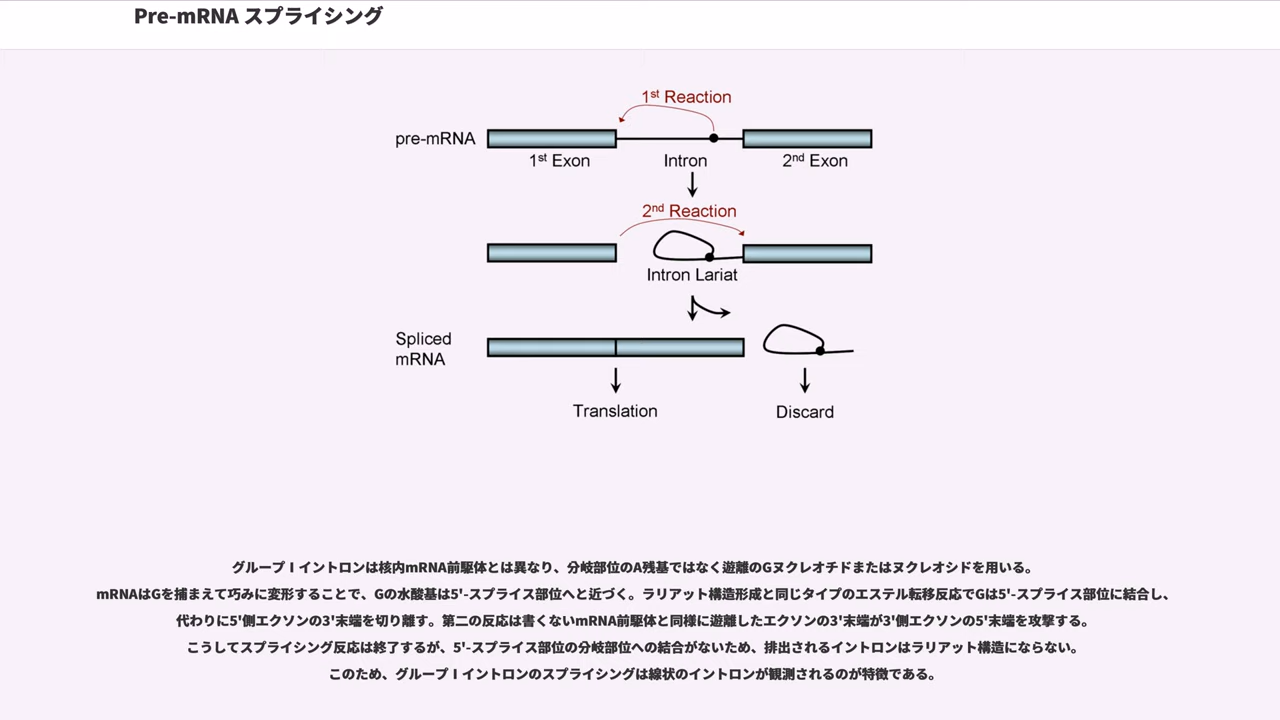 Pre-mRNA スプライシング
1st Reaction
pre-mRNA
1st Exon
Intron
2nd Exon
2nd Reaction
Intron Lariat
Spliced
mRNA
Translation
Discard
グループⅠイントロンは核内mRNA前駆体とは異なり、分岐部位のA残基ではなく遊離のGヌクレオチドまたはヌクレオシドを用いる。
mRNAはGを捕まえて巧みに変形することで、Gの水酸基は5'-スプライス部位へと近づく。ラリアット構造形成と同じタイプのエステル転移反応でGは5'-スプライス部位に結合し、
代わりに5'側エクソンの3'末端を切り離す。第二の反応は書くないmRNA前駆体と同様に遊離したエクソンの3'末端が3'側エクソンの5'末端を攻撃する。
こうしてスプライシング反応は終了するが、5'-スプライス部位の分岐部位への結合がないため、排出されるイントロンはラリアット構造にならない。
このため、グループⅠイントロンのスプライシングは線状のイントロンが観測されるのが特徴である。